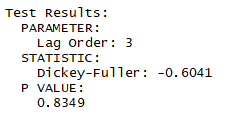 Test Results:
PARAMETER:
Lag Order: 3
STATISTIC:
Dickey-Fuller: -0.6041
P VALUE:
0.8349